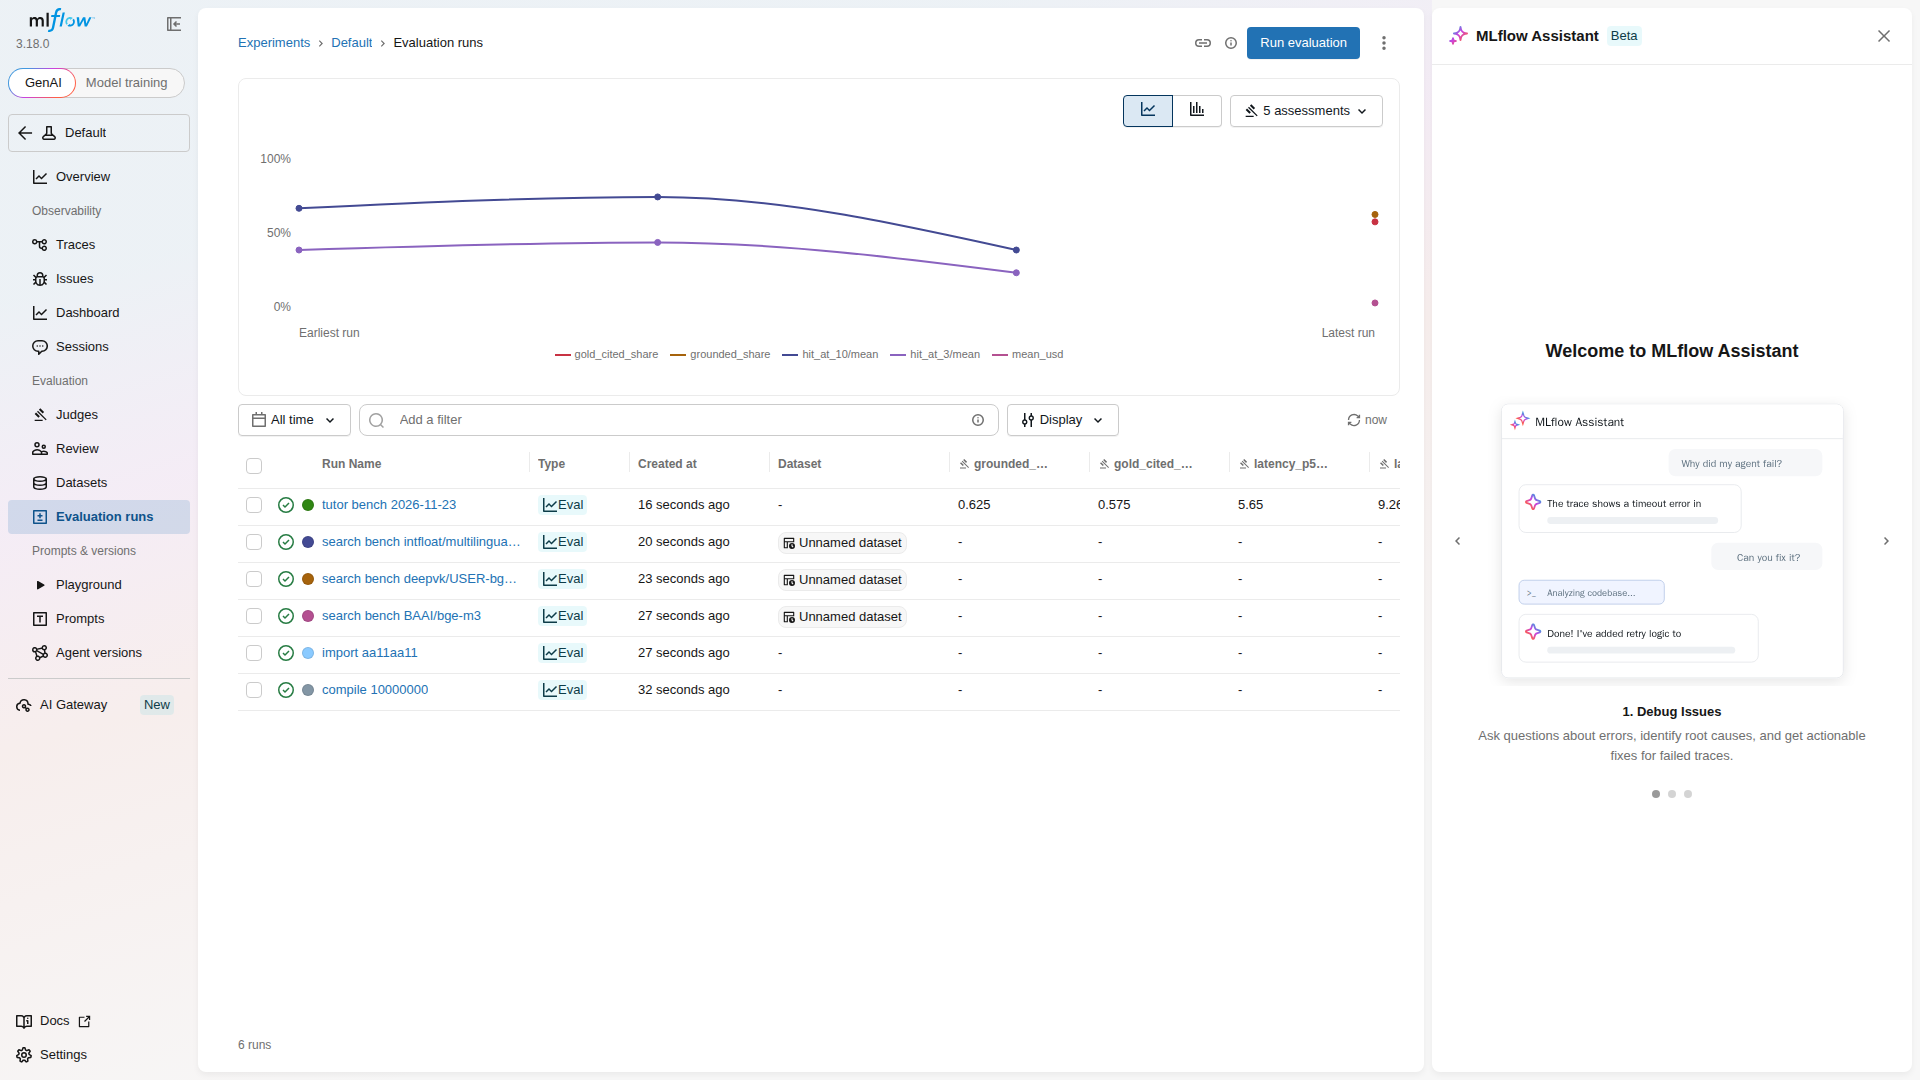 mlflow
3.18.0
GenAI
Model training
Default
Overview
Observability
Traces
Issues
Dashboard
Sessions
Evaluation
Judges
Review
Datasets
Evaluation runs
Prompts & versions
Playground
Prompts
Agent versions
AI Gateway New
Docs
Settings
Experiments › Default › Evaluation runs
Run evaluation
5 assessments
100%
50%
0%
Earliest run
Latest run
gold_cited_share grounded_share hit_at_10/mean hit_at_3/mean mean_usd
All time
Add a filter
Display
now
Run Name Type Created at Dataset grounded_... gold_cited_... latency_p5...
tutor bench 2026-11-23 Eval 16 seconds ago - 0.625 0.575 5.65 9.26
search bench intfloat/multilingua... Eval 20 seconds ago Unnamed dataset - - - -
search bench deepvk/USER-bg... Eval 23 seconds ago Unnamed dataset - - - -
search bench BAAI/bge-m3 Eval 27 seconds ago Unnamed dataset - - - -
import aa11aa11 Eval 27 seconds ago - - - - -
compile 10000000 Eval 32 seconds ago - - - - -
6 runs
MLflow Assistant Beta
Welcome to MLflow Assistant
MLflow Assistant
Why did my agent fail?
The trace shows a timeout error in
Can you fix it?
>_ Analyzing codebase...
Done! I've added retry logic to
1. Debug Issues
Ask questions about errors, identify root causes, and get actionable
fixes for failed traces.